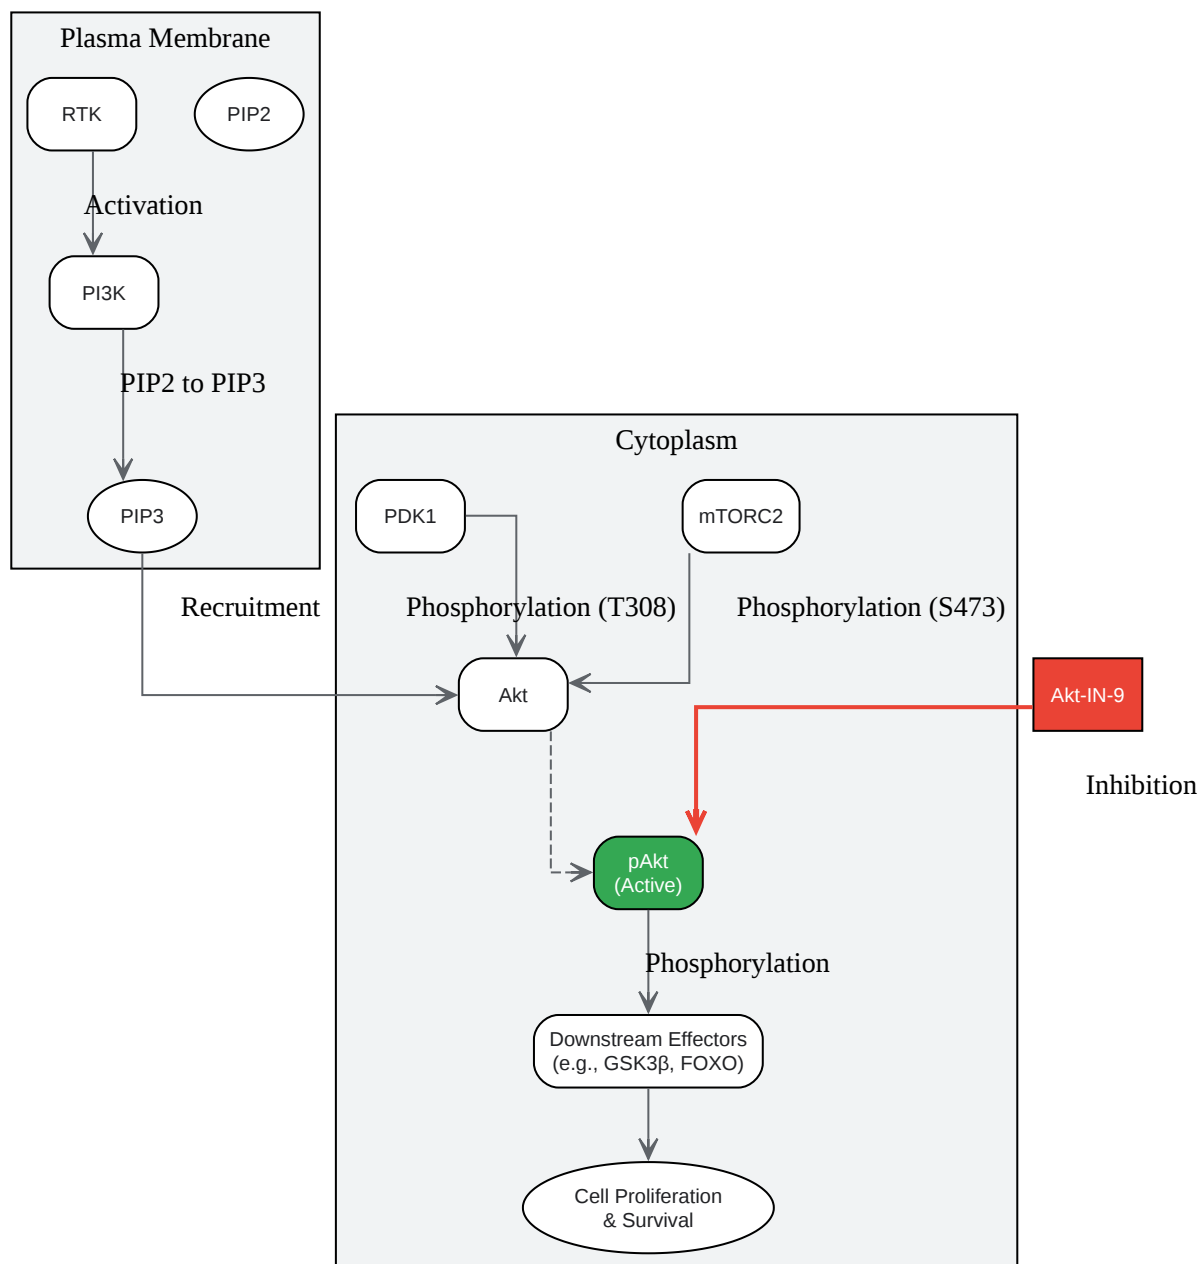 Plasma Membrane
RTK
PIP2
Activation
PI3K
PIP2 to PIP3
PIP3
Cytoplasm
PDK1
mTORC2
Recruitment
Phosphorylation (T308)
Phosphorylation (S473)
Akt
Akt-IN-9
Inhibition
pAkt
(Active)
Phosphorylation
Downstream Effectors
(e.g., GSK3β, FOXO)
Cell Proliferation
& Survival